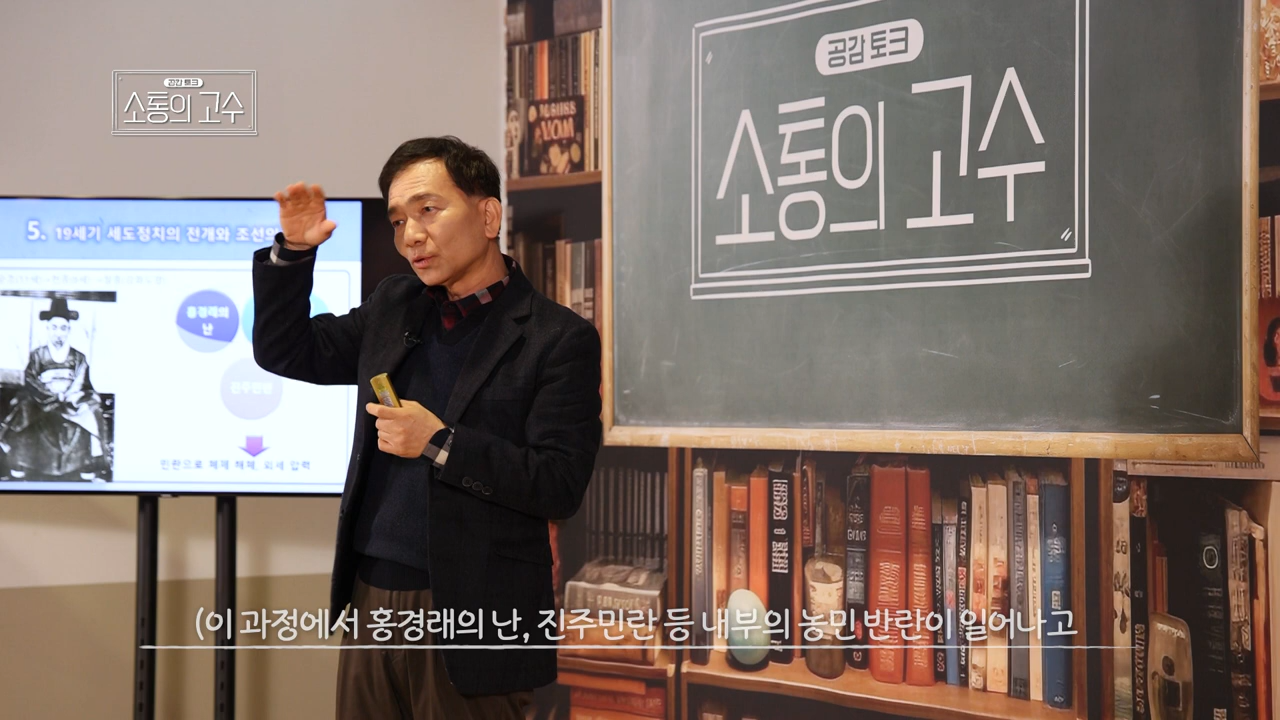 공감 토크
소통의 고수
공감 토크
소통의 고수
5. 19세기 세도정치의 전개와 조선의
홍경래의
난
진주민란
민란으로 체제 해체, 외세 압력
(이 과정에서 홍경래의 난, 진주민란 등 내부의 농민 반란이 일어나고